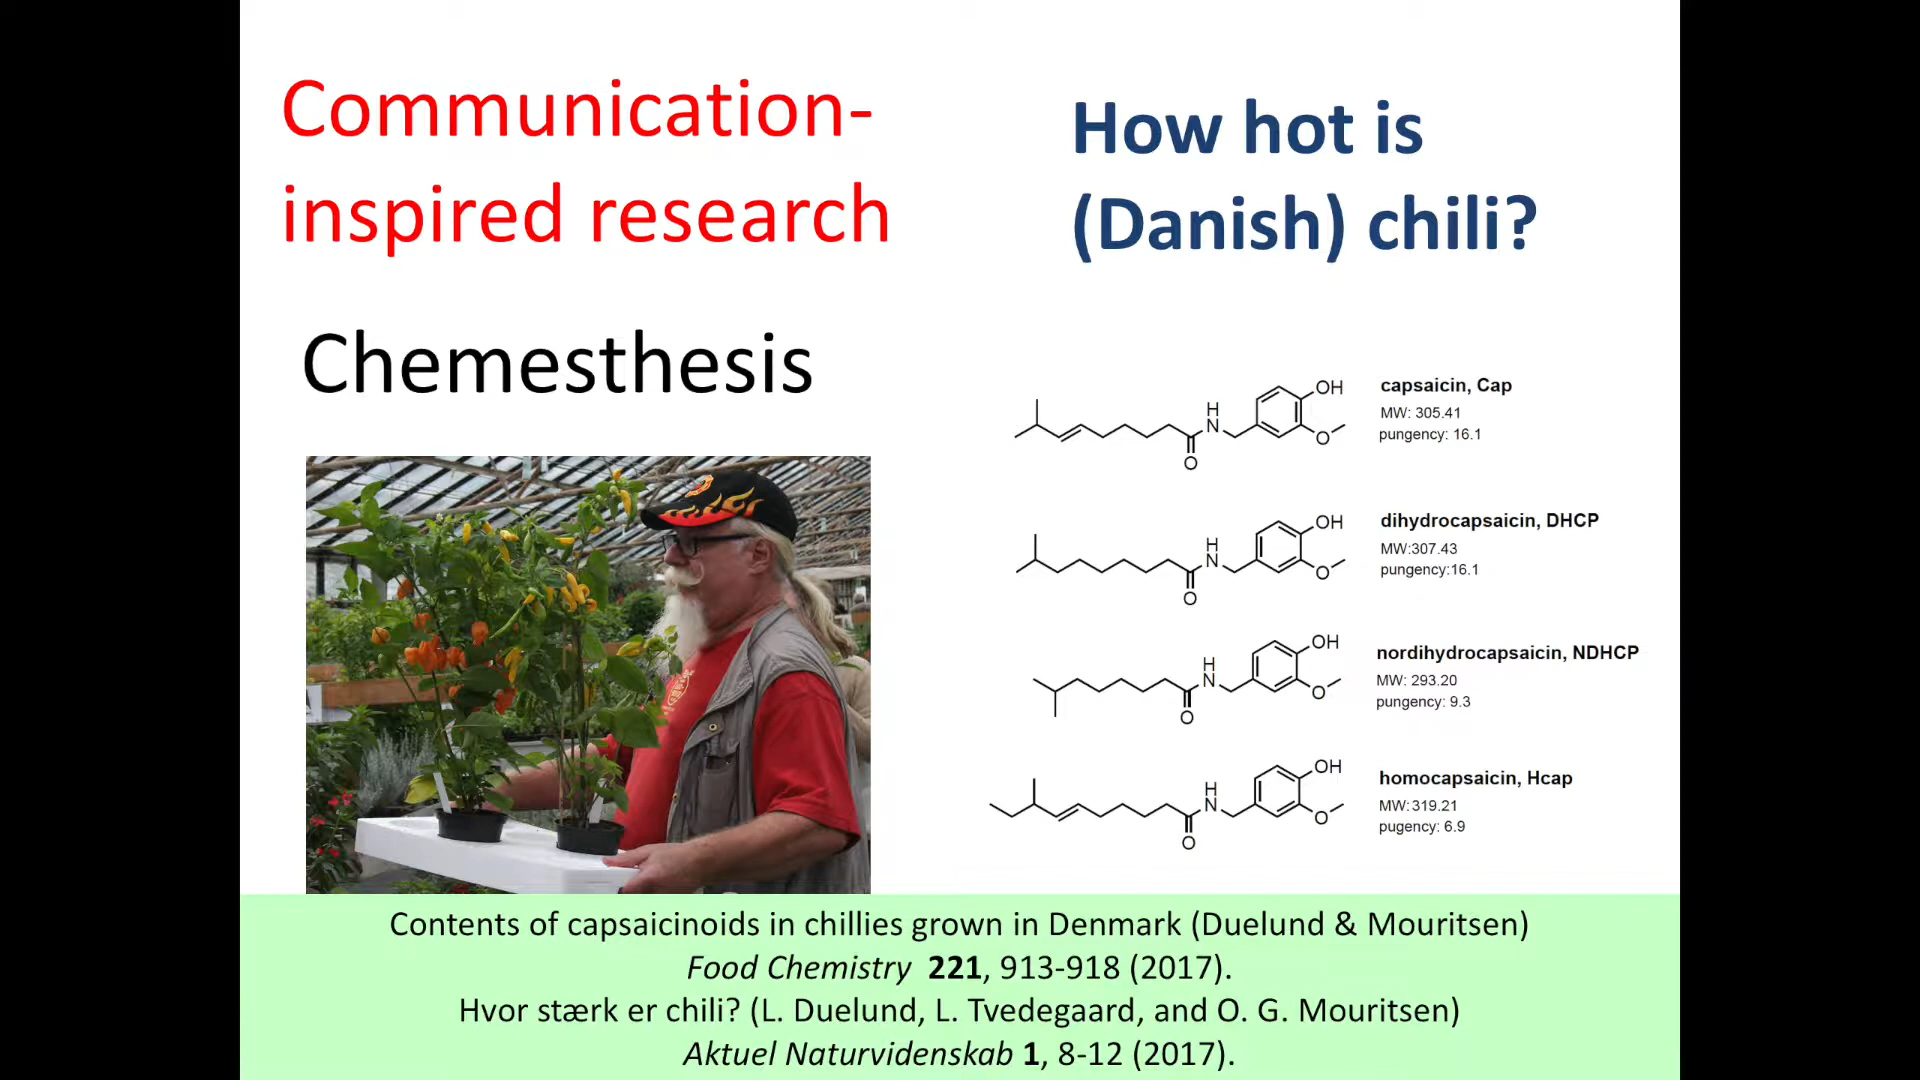 Communication-
inspired research
How hot is
(Danish) chili?
Chemesthesis
OH
H
N
O
O
capsaicin, Cap
MW: 305.41
pungency: 16.1
OH
H
N
O
O
dihydrocapsaicin, DHCP
MW:307.43
pungency:16.1
OH
H
N
O
O
nordihydrocapsaicin, NDHCP
MW: 293.20
pungency: 9.3
OH
H
N
O
O
homocapsaicin, Hcap
MW:319.21
pugency: 6.9
Contents of capsaicinoids in chillies grown in Denmark (Duelund & Mouritsen)
Food Chemistry 221, 913-918 (2017).
Hvor stærk er chili? (L. Duelund, L. Tvedegaard, and O. G. Mouritsen)
Aktuel Naturvidenskab 1, 8-12 (2017).